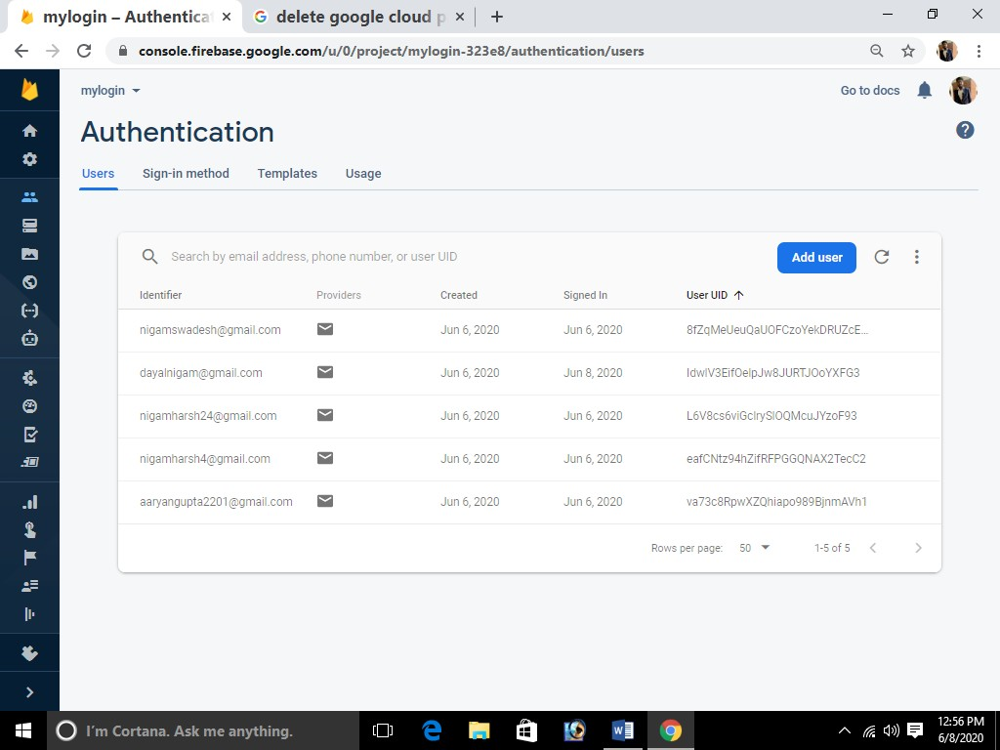 mylogin – Authenticat
delete google cloud p
console.firebase.google.com/u/0/project/mylogin-323e8/authentication/users
mylogin
Go to docs
Authentication
Users Sign-in method Templates Usage
Search by email address, phone number, or user UID
Add user
Identifier Providers Created Signed In User UID
nigamswadesh@gmail.com Jun 6, 2020 Jun 6, 2020 8fZqMeUeuQaUOFCzoYekDRUZcE...
dayalnigam@gmail.com Jun 6, 2020 Jun 8, 2020 IdwlV3EifOelpJw8JURTJOoYXFG3
nigamharsh24@gmail.com Jun 6, 2020 Jun 6, 2020 L6V8cs6viGclrySlOQMcuJYzoF93
nigamharsh4@gmail.com Jun 6, 2020 Jun 6, 2020 eafCNtz94hZifRFPGGQNAX2TecC2
aaryangupta2201@gmail.com Jun 6, 2020 Jun 6, 2020 va73c8RpwXZQhiapo989BjnmAVh1
Rows per page: 50 1-5 of 5
I'm Cortana. Ask me anything.
12:56 PM
6/8/2020